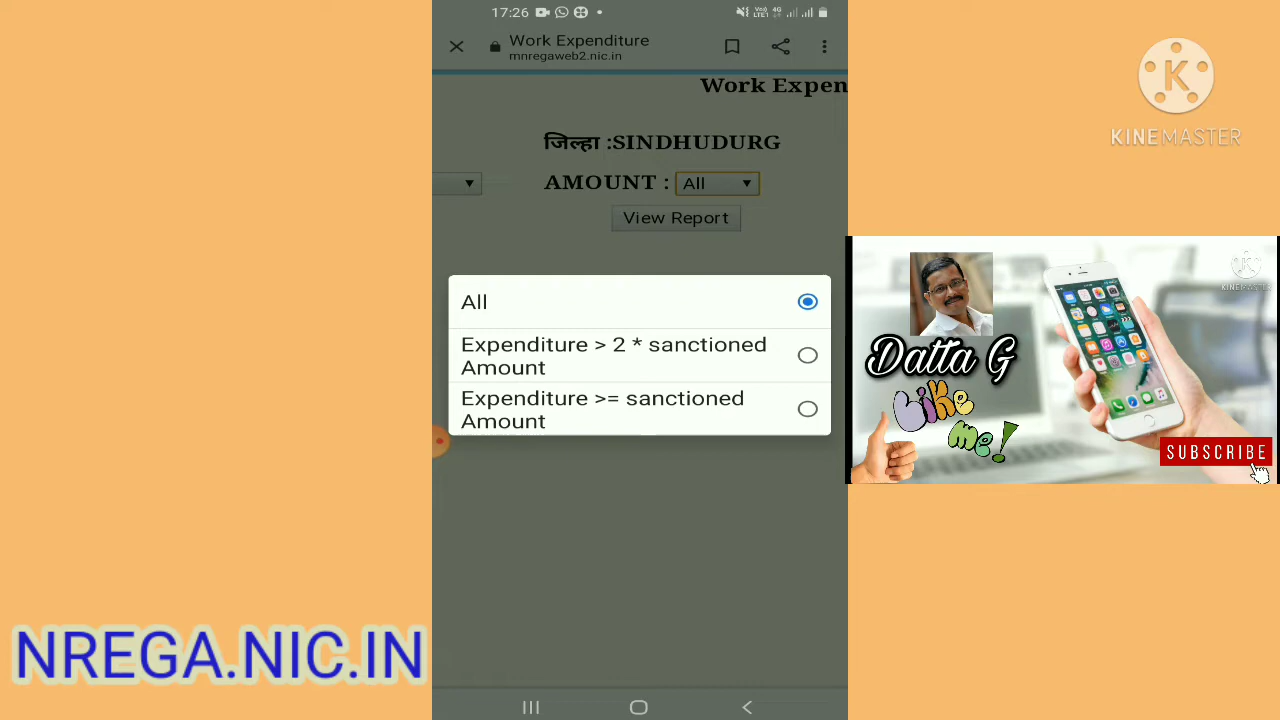 17:26
Work Expenditure
mnregaweb2.nic.in
Work Expen
जिल्हा :SINDHUDURG
AMOUNT : All
View Report
All
Expenditure > 2 * sanctioned
Amount
Expenditure >= sanctioned
Amount
K
KINEMASTER
Datta G
Like
me!
SUBSCRIBE
NREGA.NIC.IN